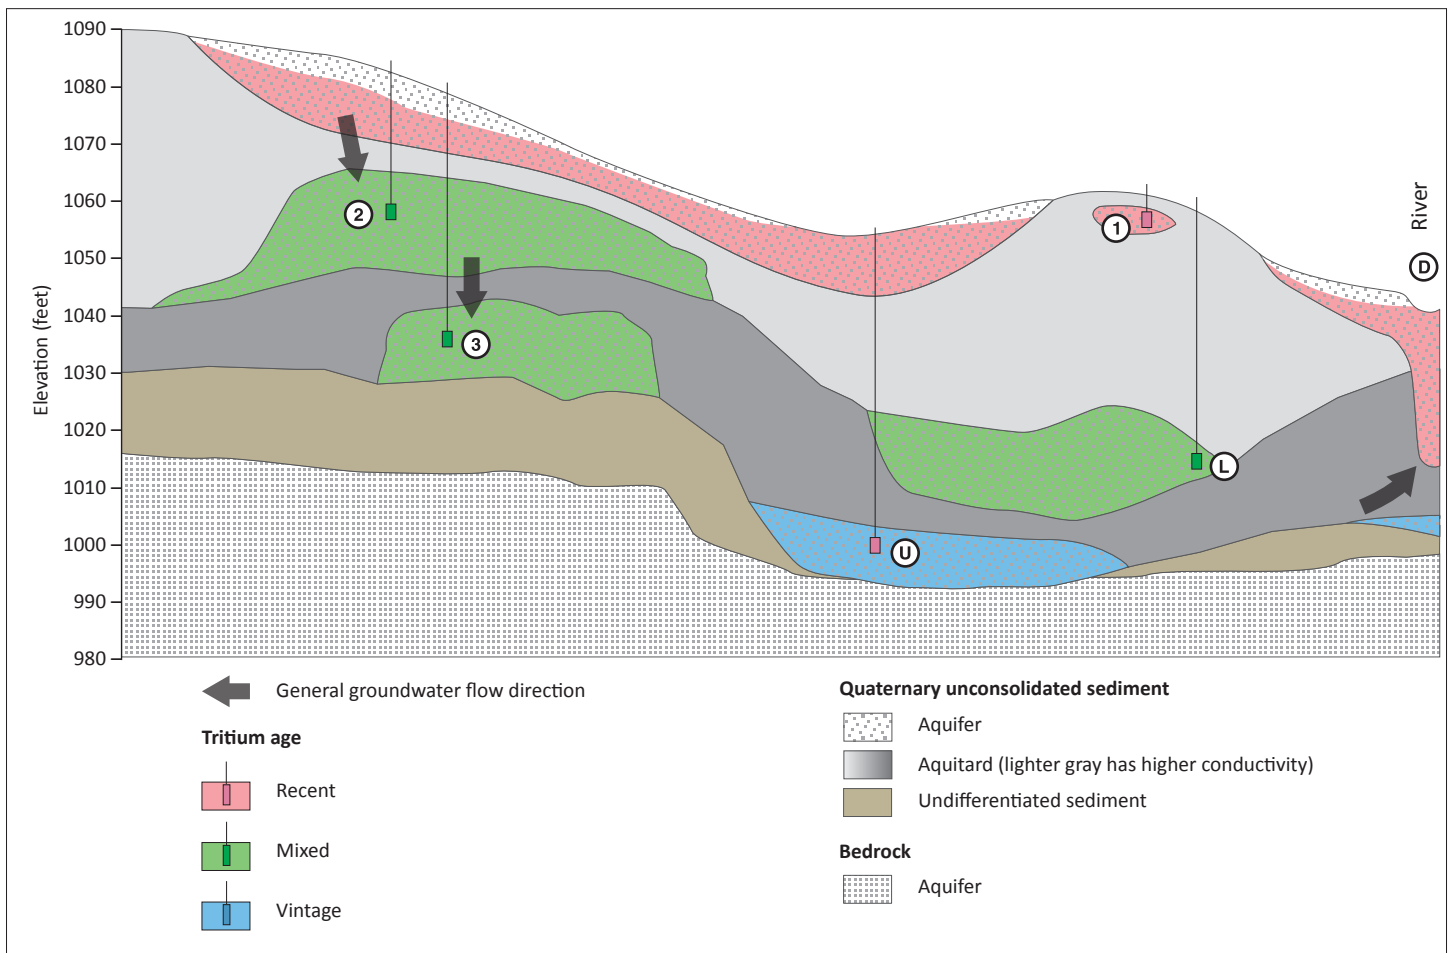 1090
1080
1070
1060
1050
1040
1030
1020
1010
1000
990
980
Elevation (feet)
2
3
1
L
U
D
River
General groundwater flow direction
Tritium age
Recent
Mixed
Vintage
Quaternary unconsolidated sediment
Aquifer
Aquitard (lighter gray has higher conductivity)
Undifferentiated sediment
Bedrock
Aquifer